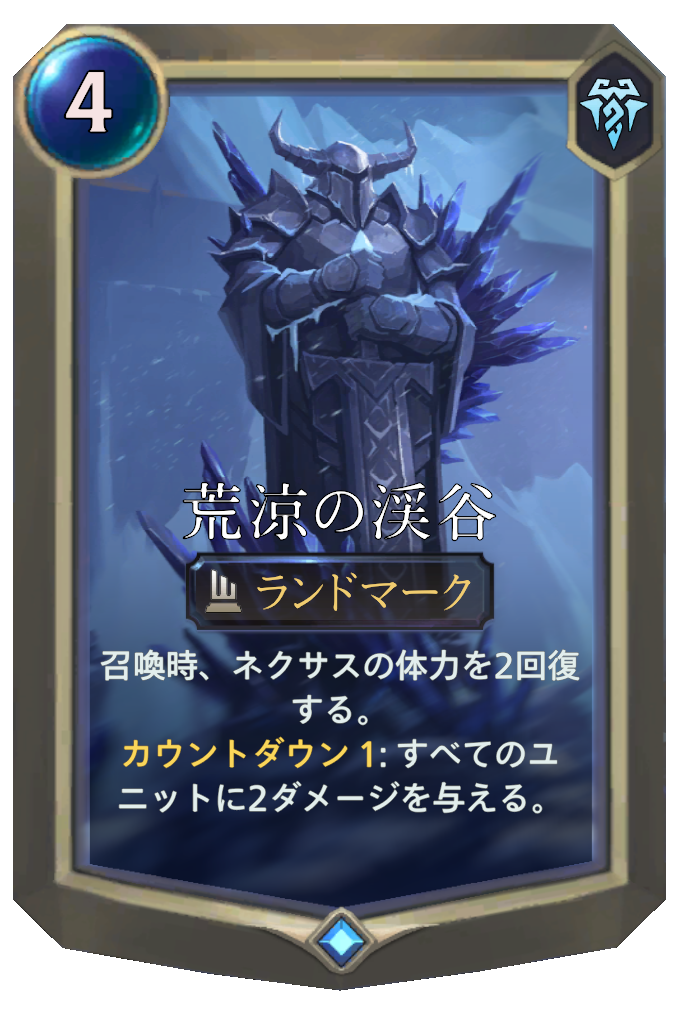 4
荒涼の渓谷
ランドマーク
召喚時、ネクサスの体力を2回復
する。
カウントダウン 1: すべてのユ
ニットに2ダメージを与える。